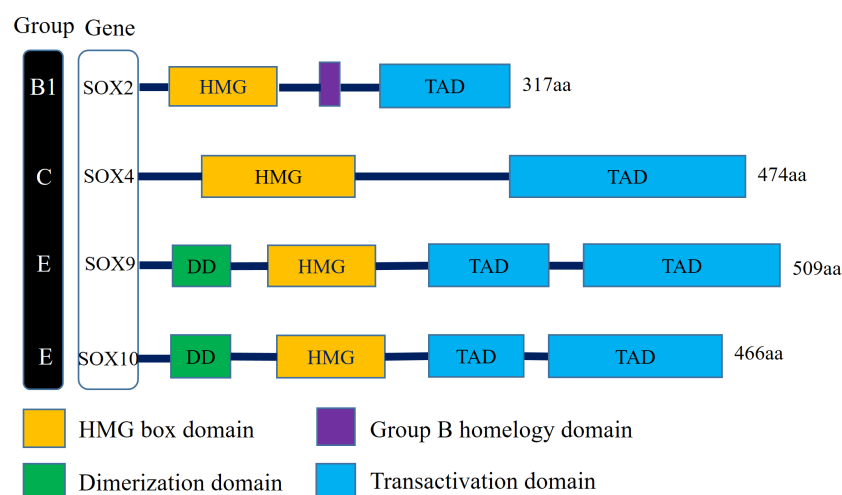 Group Gene
B1 SOX2 HMG TAD 317aa
C SOX4 HMG TAD 474aa
E SOX9 DD HMG TAD TAD 509aa
E SOX10 DD HMG TAD TAD 466aa
HMG box domain Group B homology domain
Dimerization domain Transactivation domain